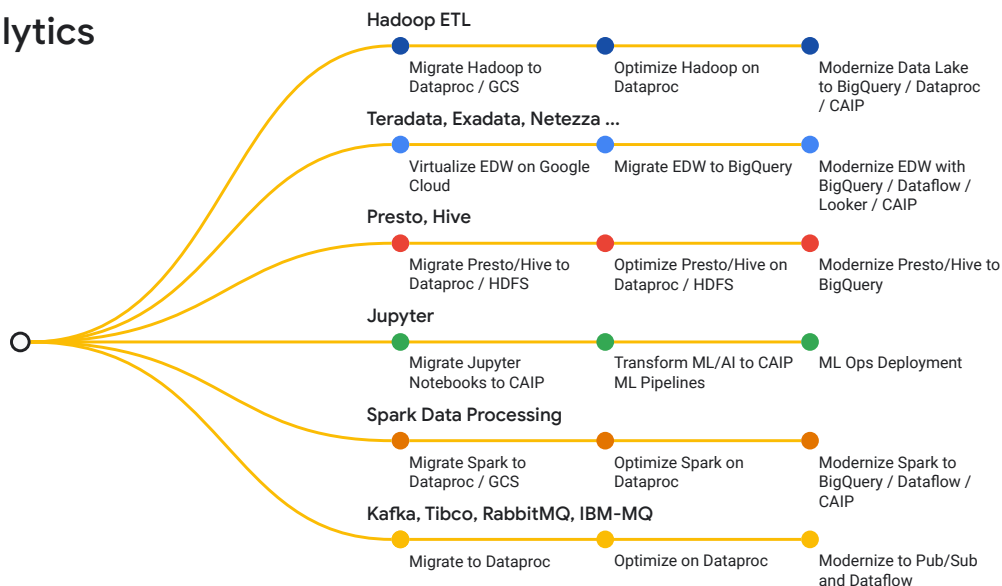 lytics
Hadoop ETL
Migrate Hadoop to
Dataproc / GCS
Optimize Hadoop on
Dataproc
Modernize Data Lake
to BigQuery / Dataproc
/ CAIP
Teradata, Exadata, Netezza ...
Virtualize EDW on Google
Cloud
Migrate EDW to BigQuery
Modernize EDW with
BigQuery / Dataflow /
Looker / CAIP
Presto, Hive
Migrate Presto/Hive to
Dataproc / HDFS
Optimize Presto/Hive on
Dataproc / HDFS
Modernize Presto/Hive to
BigQuery
Jupyter
Migrate Jupyter
Notebooks to CAIP
Transform ML/AI to CAIP
ML Pipelines
ML Ops Deployment
Spark Data Processing
Migrate Spark to
Dataproc / GCS
Optimize Spark on
Dataproc
Modernize Spark to
BigQuery / Dataflow /
CAIP
Kafka, Tibco, RabbitMQ, IBM-MQ
Migrate to Dataproc
Optimize on Dataproc
Modernize to Pub/Sub
and Dataflow